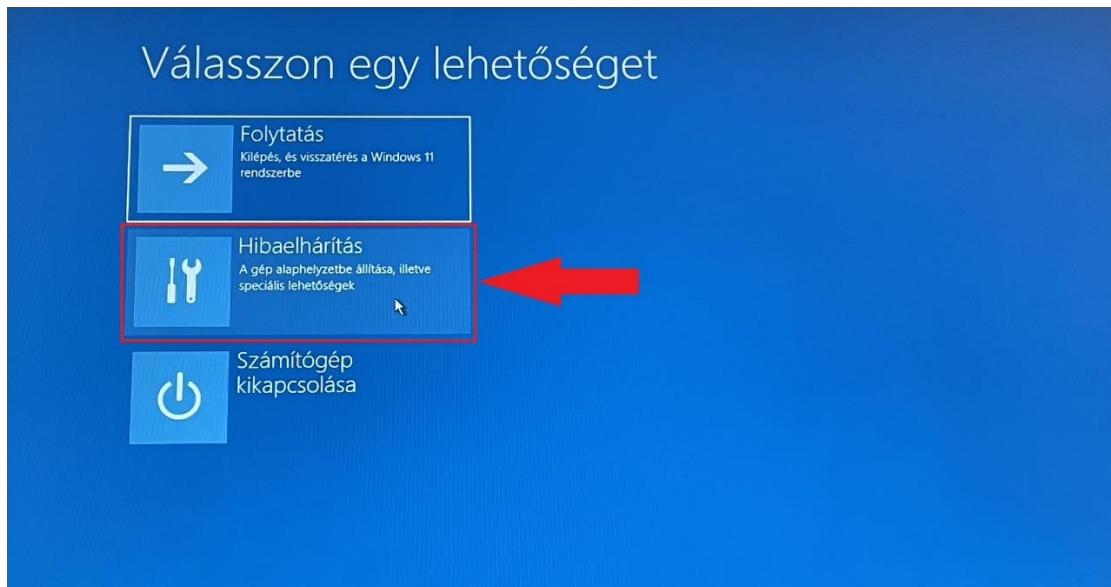 Válasszon egy lehetőséget
Folytatás
Kilépés, és visszatérés a Windows 11
rendszerbe
Hibaelhárítás
A gép alaphelyzetbe állítása, illetve
speciális lehetőségek
Számítógép
kikapcsolása